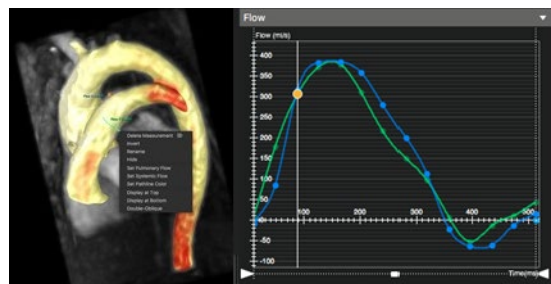 Delete Measurement
Invert
Rename
Hide
Set Pulmonary Flow
Set Systemic Flow
Set Pathline Color
Display at Top
Display at Bottom
Double-Oblique
Flow
Flow (ml/s)
400
350
300
250
200
150
100
50
100
200
300
400
500
-50
-100
Time(ms)